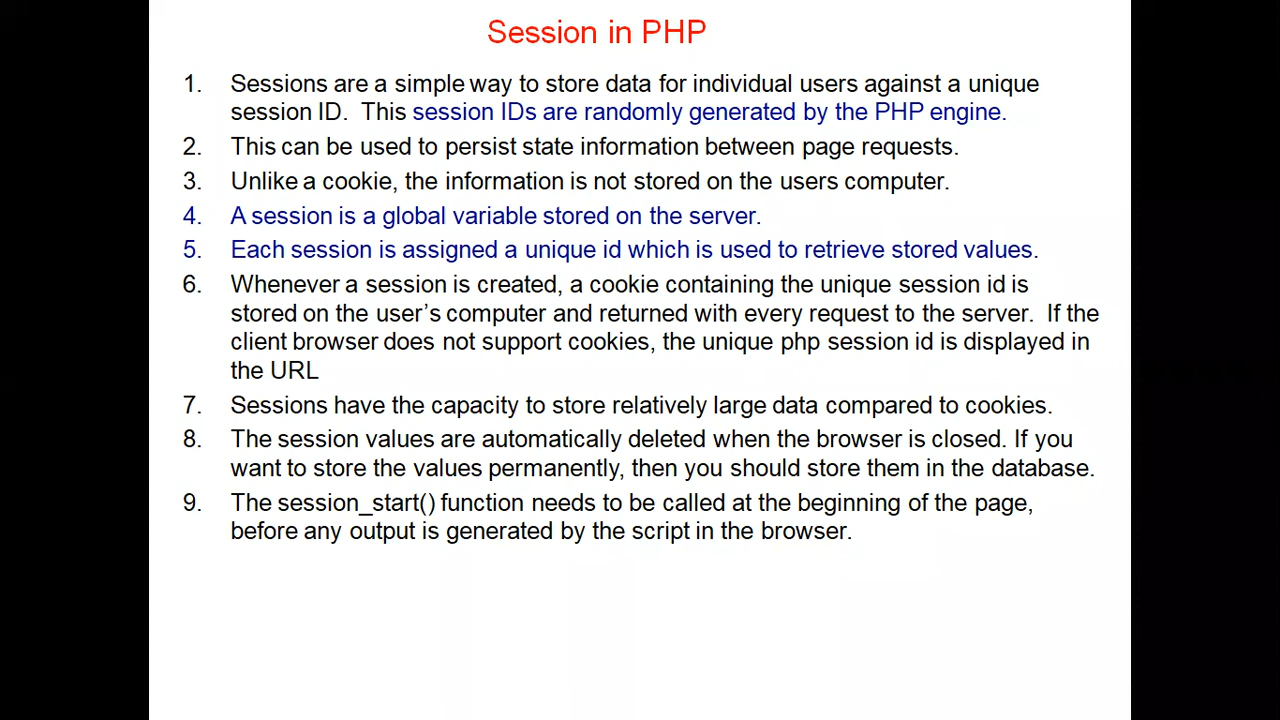 Session in PHP
1. Sessions are a simple way to store data for individual users against a unique
session ID.  This session IDs are randomly generated by the PHP engine.
2. This can be used to persist state information between page requests.
3. Unlike a cookie, the information is not stored on the users computer.
4. A session is a global variable stored on the server.
5. Each session is assigned a unique id which is used to retrieve stored values.
6. Whenever a session is created, a cookie containing the unique session id is
stored on the user’s computer and returned with every request to the server.  If the
client browser does not support cookies, the unique php session id is displayed in
the URL
7. Sessions have the capacity to store relatively large data compared to cookies.
8. The session values are automatically deleted when the browser is closed. If you
want to store the values permanently, then you should store them in the database.
9. The session_start() function needs to be called at the beginning of the page,
before any output is generated by the script in the browser.